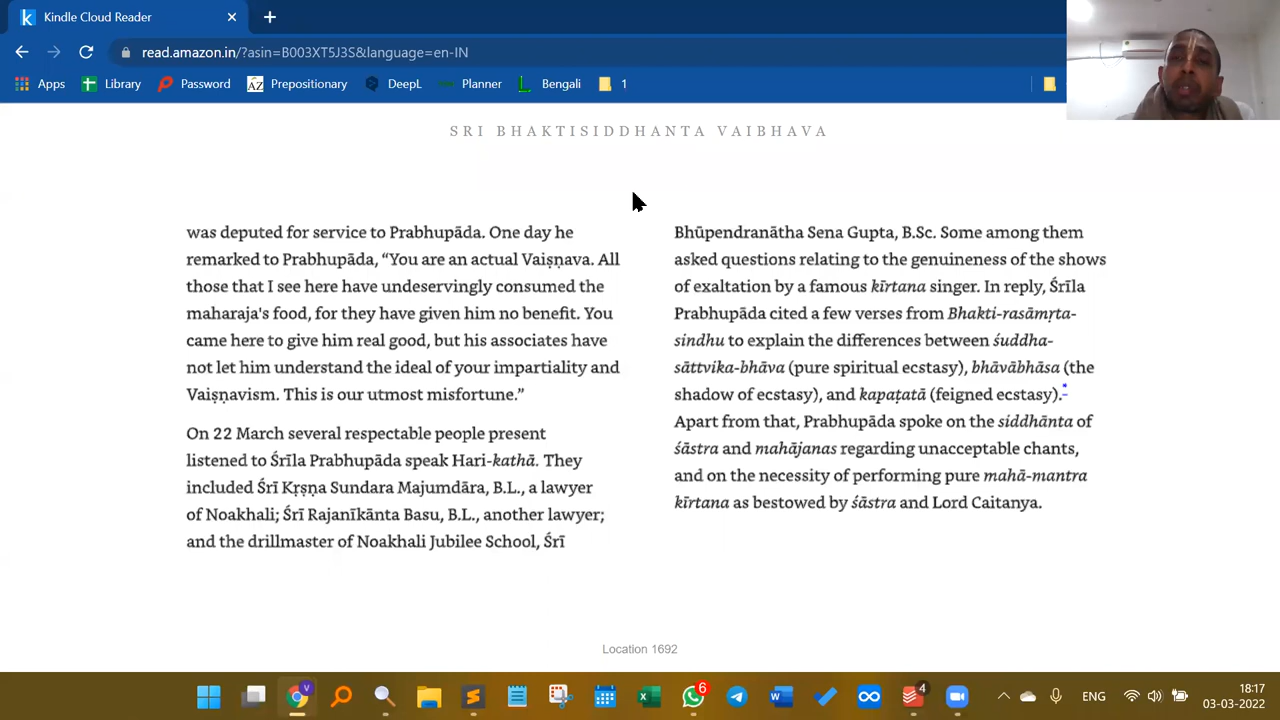 Kindle Cloud Reader
read.amazon.in/?asin=B003XT5J3S&language=en-IN
Apps Library Password AZ Prepositionary DeepL Planner L Bengali 1
SRI BHAKTISIDDHANTA VAIBHAVA
was deputed for service to Prabhupāda. One day he
remarked to Prabhupāda, “You are an actual Vaiṣṇava. All
those that I see here have undeservingly consumed the
maharaja's food, for they have given him no benefit. You
came here to give him real good, but his associates have
not let him understand the ideal of your impartiality and
Vaiṣṇavism. This is our utmost misfortune.”
On 22 March several respectable people present
listened to Śrīla Prabhupāda speak Hari-kathā. They
included Śrī Kṛṣṇa Sundara Majumdāra, B.L., a lawyer
of Noakhali; Śrī Rajanīkānta Basu, B.L., another lawyer;
and the drillmaster of Noakhali Jubilee School, Śrī
Bhūpendranātha Sena Gupta, B.Sc. Some among them
asked questions relating to the genuineness of the shows
of exaltation by a famous kīrtana singer. In reply, Śrīla
Prabhupāda cited a few verses from Bhakti-rasāmṛta-
sindhu to explain the differences between śuddha-
sāttvika-bhāva (pure spiritual ecstasy), bhāvābhāsa (the
shadow of ecstasy), and kapaṭatā (feigned ecstasy).*
Apart from that, Prabhupāda spoke on the siddhānta of
śāstra and mahājanas regarding unacceptable chants,
and on the necessity of performing pure mahā-mantra
kīrtana as bestowed by śāstra and Lord Caitanya.
Location 1692
6 4 ENG 18:17
03-03-2022